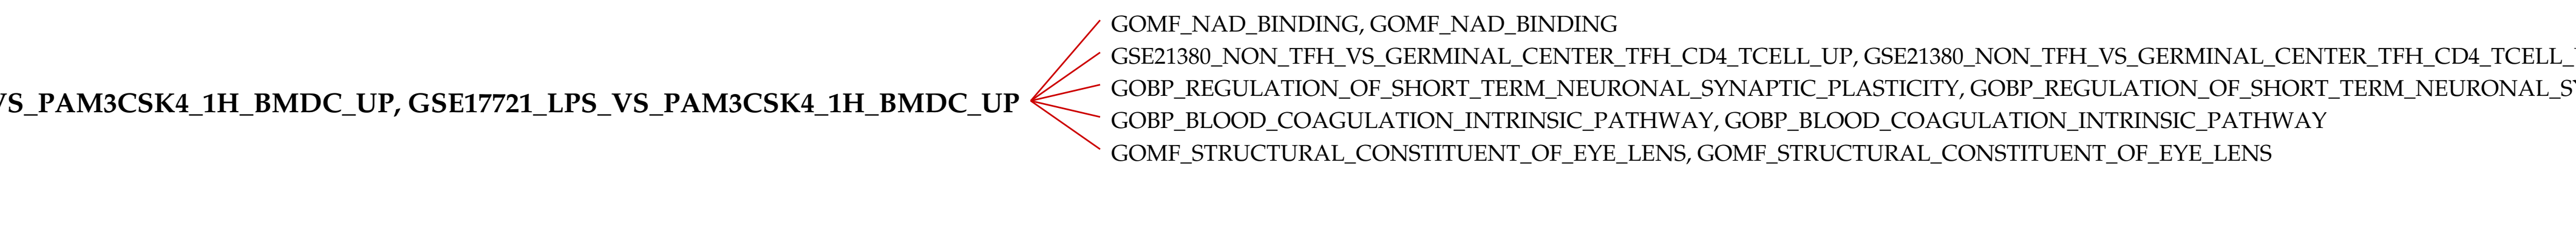 GOMF_NAD_BINDING, GOMF_NAD_BINDING
GSE21380_NON_TFH_VS_GERMINAL_CENTER_TFH_CD4_TCELL_UP, GSE21380_NON_TFH_VS_GERMINAL_CENTER_TFH_CD4_TCELL_
GOBP_REGULATION_OF_SHORT_TERM_NEURONAL_SYNAPTIC_PLASTICITY, GOBP_REGULATION_OF_SHORT_TERM_NEURONAL_S
VS_PAM3CSK4_1H_BMDC_UP, GSE17721_LPS_VS_PAM3CSK4_1H_BMDC_UP
GOBP_BLOOD_COAGULATION_INTRINSIC_PATHWAY, GOBP_BLOOD_COAGULATION_INTRINSIC_PATHWAY
GOMF_STRUCTURAL_CONSTITUENT_OF_EYE_LENS, GOMF_STRUCTURAL_CONSTITUENT_OF_EYE_LENS